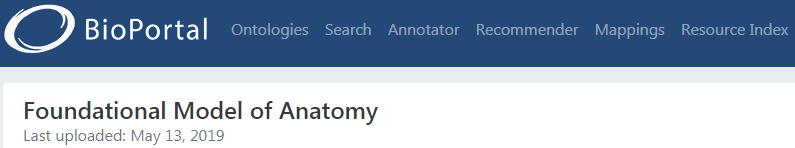 BioPortal Ontologies Search Annotator Recommender Mappings Resource Index
Foundational Model of Anatomy
Last uploaded: May 13, 2019